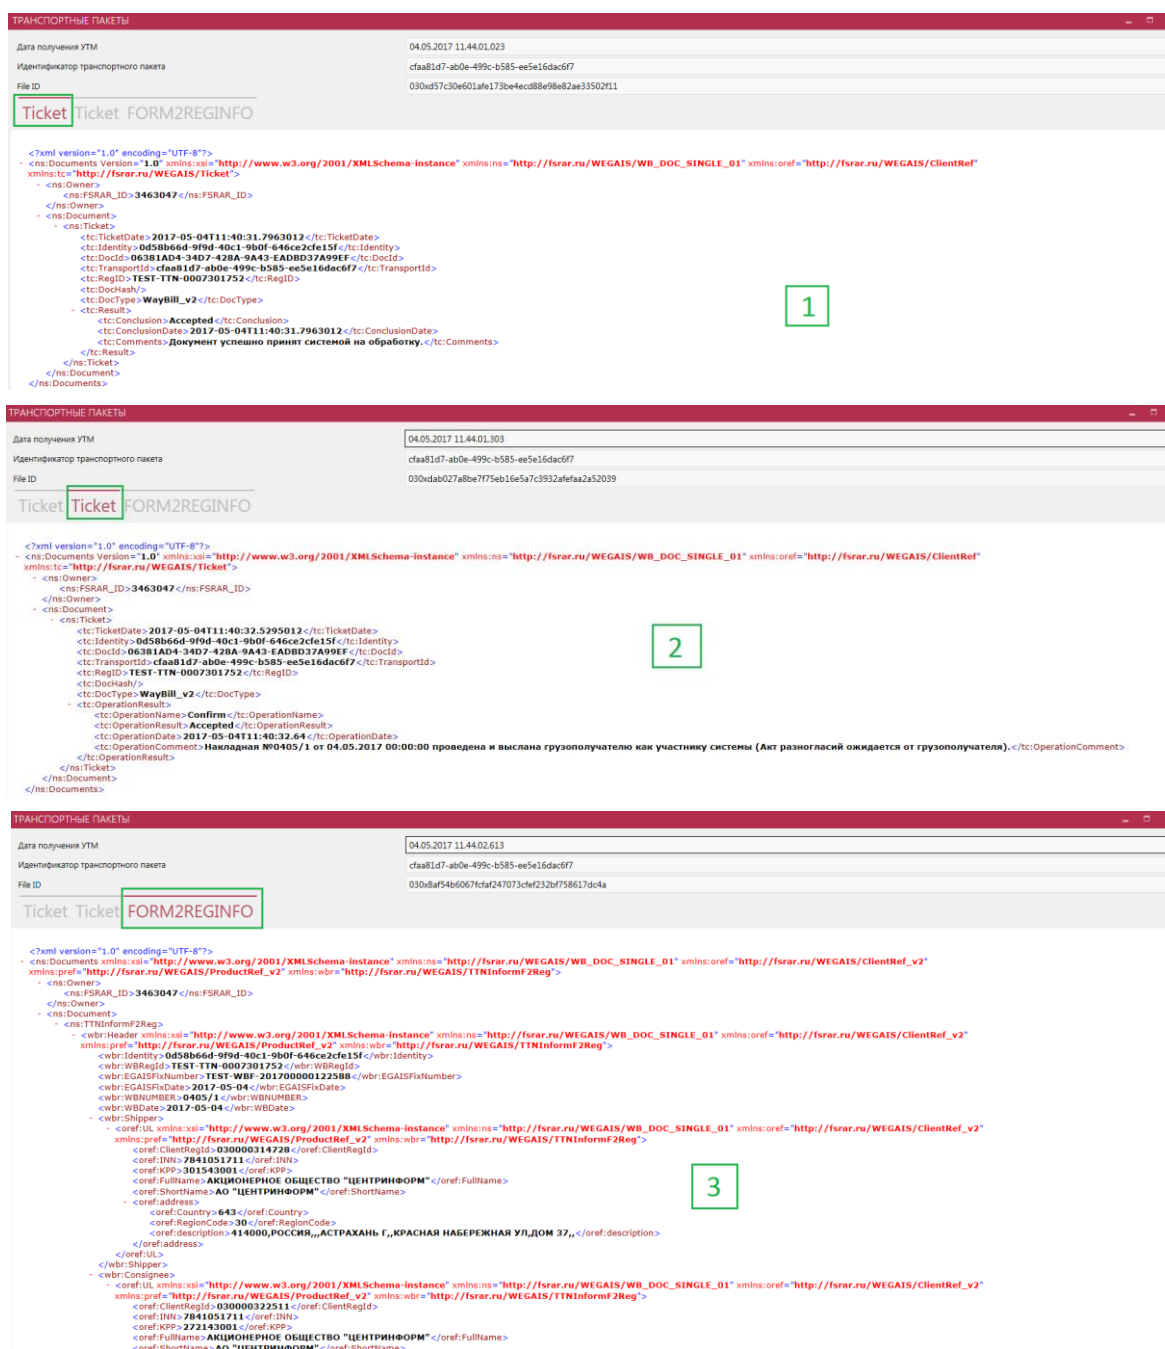 ТРАНСПОРТНЫЕ ПАКЕТЫ
Дата получения УТМ 04.05.2017 11.44.01.023
Идентификатор транспортного пакета cfaa81d7-ab0e-499c-b585-ee5e16dac6f7
File ID 030xd57c30e601afe173be4ecd88e98e82ae33502f11
Ticket Ticket FORM2REGINFO
<?xml version="1.0" encoding="UTF-8"?>
- <ns:Documents Version="1.0" xmlns:xsi="http://www.w3.org/2001/XMLSchema-instance" xmlns:ns="http://fsrar.ru/WEGAIS/WB_DOC_SINGLE_01" xmlns:oref="http://fsrar.ru/WEGAIS/ClientRef"
xmlns:tc="http://fsrar.ru/WEGAIS/Ticket">
- <ns:Owner>
<ns:FSRAR_ID>3463047</ns:FSRAR_ID>
</ns:Owner>
- <ns:Document>
- <ns:Ticket>
<tc:TicketDate>2017-05-04T11:40:31.7963012</tc:TicketDate>
<tc:Identity>0d58b66d-9f9d-40c1-9b0f-646ce2cfe15f</tc:Identity>
<tc:DocId>06381AD4-34D7-428A-9A43-EADBD37A99EF</tc:DocId>
<tc:TransportId>cfaa81d7-ab0e-499c-b585-ee5e16dac6f7</tc:TransportId>
<tc:RegID>TEST-TTN-0007301752</tc:RegID>
<tc:DocHash/>
<tc:DocType>WayBill_v2</tc:DocType>
- <tc:Result>
<tc:Conclusion>Accepted</tc:Conclusion>
<tc:ConclusionDate>2017-05-04T11:40:31.7963012</tc:ConclusionDate>
<tc:Comments>Документ успешно принят системой на обработку.</tc:Comments>
</tc:Result>
</ns:Ticket>
</ns:Document>
</ns:Documents>
1
ТРАНСПОРТНЫЕ ПАКЕТЫ
Дата получения УТМ 04.05.2017 11.44.01.303
Идентификатор транспортного пакета cfaa81d7-ab0e-499c-b585-ee5e16dac6f7
File ID 030xdab027a8be7f75eb16e5a7c3932afefaa2a52039
Ticket Ticket FORM2REGINFO
<?xml version="1.0" encoding="UTF-8"?>
- <ns:Documents Version="1.0" xmlns:xsi="http://www.w3.org/2001/XMLSchema-instance" xmlns:ns="http://fsrar.ru/WEGAIS/WB_DOC_SINGLE_01" xmlns:oref="http://fsrar.ru/WEGAIS/ClientRef"
xmlns:tc="http://fsrar.ru/WEGAIS/Ticket">
- <ns:Owner>
<ns:FSRAR_ID>3463047</ns:FSRAR_ID>
</ns:Owner>
- <ns:Document>
- <ns:Ticket>
<tc:TicketDate>2017-05-04T11:40:32.5295012</tc:TicketDate>
<tc:Identity>0d58b66d-9f9d-40c1-9b0f-646ce2cfe15f</tc:Identity>
<tc:DocId>06381AD4-34D7-428A-9A43-EADBD37A99EF</tc:DocId>
<tc:TransportId>cfaa81d7-ab0e-499c-b585-ee5e16dac6f7</tc:TransportId>
<tc:RegID>TEST-TTN-0007301752</tc:RegID>
<tc:DocHash/>
<tc:DocType>WayBill_v2</tc:DocType>
- <tc:OperationResult>
<tc:OperationName>Confirm</tc:OperationName>
<tc:OperationResult>Accepted</tc:OperationResult>
<tc:OperationDate>2017-05-04T11:40:32.64</tc:OperationDate>
<tc:OperationComment>Накладная №0405/1 от 04.05.2017 00:00:00 проведена и выслана грузополучателю как участнику системы (Акт разногласий ожидается от грузополучателя).</tc:OperationComment>
</tc:OperationResult>
</ns:Ticket>
</ns:Document>
</ns:Documents>
2
ТРАНСПОРТНЫЕ ПАКЕТЫ
Дата получения УТМ 04.05.2017 11.44.02.613
Идентификатор транспортного пакета cfaa81d7-ab0e-499c-b585-ee5e16dac6f7
File ID 030x8af54b6067fcfaf247073cfef232bf758617dc4a
Ticket Ticket FORM2REGINFO
<?xml version="1.0" encoding="UTF-8"?>
- <ns:Documents xmlns:xsi="http://www.w3.org/2001/XMLSchema-instance" xmlns:ns="http://fsrar.ru/WEGAIS/WB_DOC_SINGLE_01" xmlns:oref="http://fsrar.ru/WEGAIS/ClientRef_v2"
xmlns:pref="http://fsrar.ru/WEGAIS/ProductRef_v2" xmlns:wbr="http://fsrar.ru/WEGAIS/TTNInformF2Reg">
- <ns:Owner>
<ns:FSRAR_ID>3463047</ns:FSRAR_ID>
</ns:Owner>
- <ns:Document>
- <ns:TTNInformF2Reg>
- <wbr:Header xmlns:xsi="http://www.w3.org/2001/XMLSchema-instance" xmlns:ns="http://fsrar.ru/WEGAIS/WB_DOC_SINGLE_01" xmlns:oref="http://fsrar.ru/WEGAIS/ClientRef_v2"
xmlns:pref="http://fsrar.ru/WEGAIS/ProductRef_v2" xmlns:wbr="http://fsrar.ru/WEGAIS/TTNInformF2Reg">
<wbr:Identity>0d58b66d-9f9d-40c1-9b0f-646ce2cfe15f</wbr:Identity>
<wbr:WBRegId>TEST-TTN-0007301752</wbr:WBRegId>
<wbr:EGAISFixNumber>TEST-WBF-201700000122588</wbr:EGAISFixNumber>
<wbr:EGAISFixDate>2017-05-04</wbr:EGAISFixDate>
<wbr:WBNUMBER>0405/1</wbr:WBNUMBER>
<wbr:WBDate>2017-05-04</wbr:WBDate>
- <wbr:Shipper>
- <oref:UL xmlns:xsi="http://www.w3.org/2001/XMLSchema-instance" xmlns:ns="http://fsrar.ru/WEGAIS/WB_DOC_SINGLE_01" xmlns:oref="http://fsrar.ru/WEGAIS/ClientRef_v2"
xmlns:pref="http://fsrar.ru/WEGAIS/ProductRef_v2" xmlns:wbr="http://fsrar.ru/WEGAIS/TTNInformF2Reg">
<oref:ClientRegId>030000314728</oref:ClientRegId>
<oref:INN>7841051711</oref:INN>
<oref:KPP>301543001</oref:KPP>
<oref:FullName>АКЦИОНЕРНОЕ ОБЩЕСТВО "ЦЕНТРИНФОРМ"</oref:FullName>
<oref:ShortName>АО "ЦЕНТРИНФОРМ"</oref:ShortName>
- <oref:address>
<oref:Country>643</oref:Country>
<oref:RegionCode>30</oref:RegionCode>
<oref:description>414000,РОССИЯ,,,АСТРАХАНЬ Г,,КРАСНАЯ НАБЕРЕЖНАЯ УЛ,ДОМ 37,,</oref:description>
</oref:address>
</oref:UL>
</wbr:Shipper>
- <wbr:Consignee>
- <oref:UL xmlns:xsi="http://www.w3.org/2001/XMLSchema-instance" xmlns:ns="http://fsrar.ru/WEGAIS/WB_DOC_SINGLE_01" xmlns:oref="http://fsrar.ru/WEGAIS/ClientRef_v2"
xmlns:pref="http://fsrar.ru/WEGAIS/ProductRef_v2" xmlns:wbr="http://fsrar.ru/WEGAIS/TTNInformF2Reg">
<oref:ClientRegId>030000322511</oref:ClientRegId>
<oref:INN>7841051711</oref:INN>
<oref:KPP>272143001</oref:KPP>
<oref:FullName>АКЦИОНЕРНОЕ ОБЩЕСТВО "ЦЕНТРИНФОРМ"</oref:FullName>
<oref:ShortName>АО "ЦЕНТРИНФОРМ"</oref:ShortName>
3